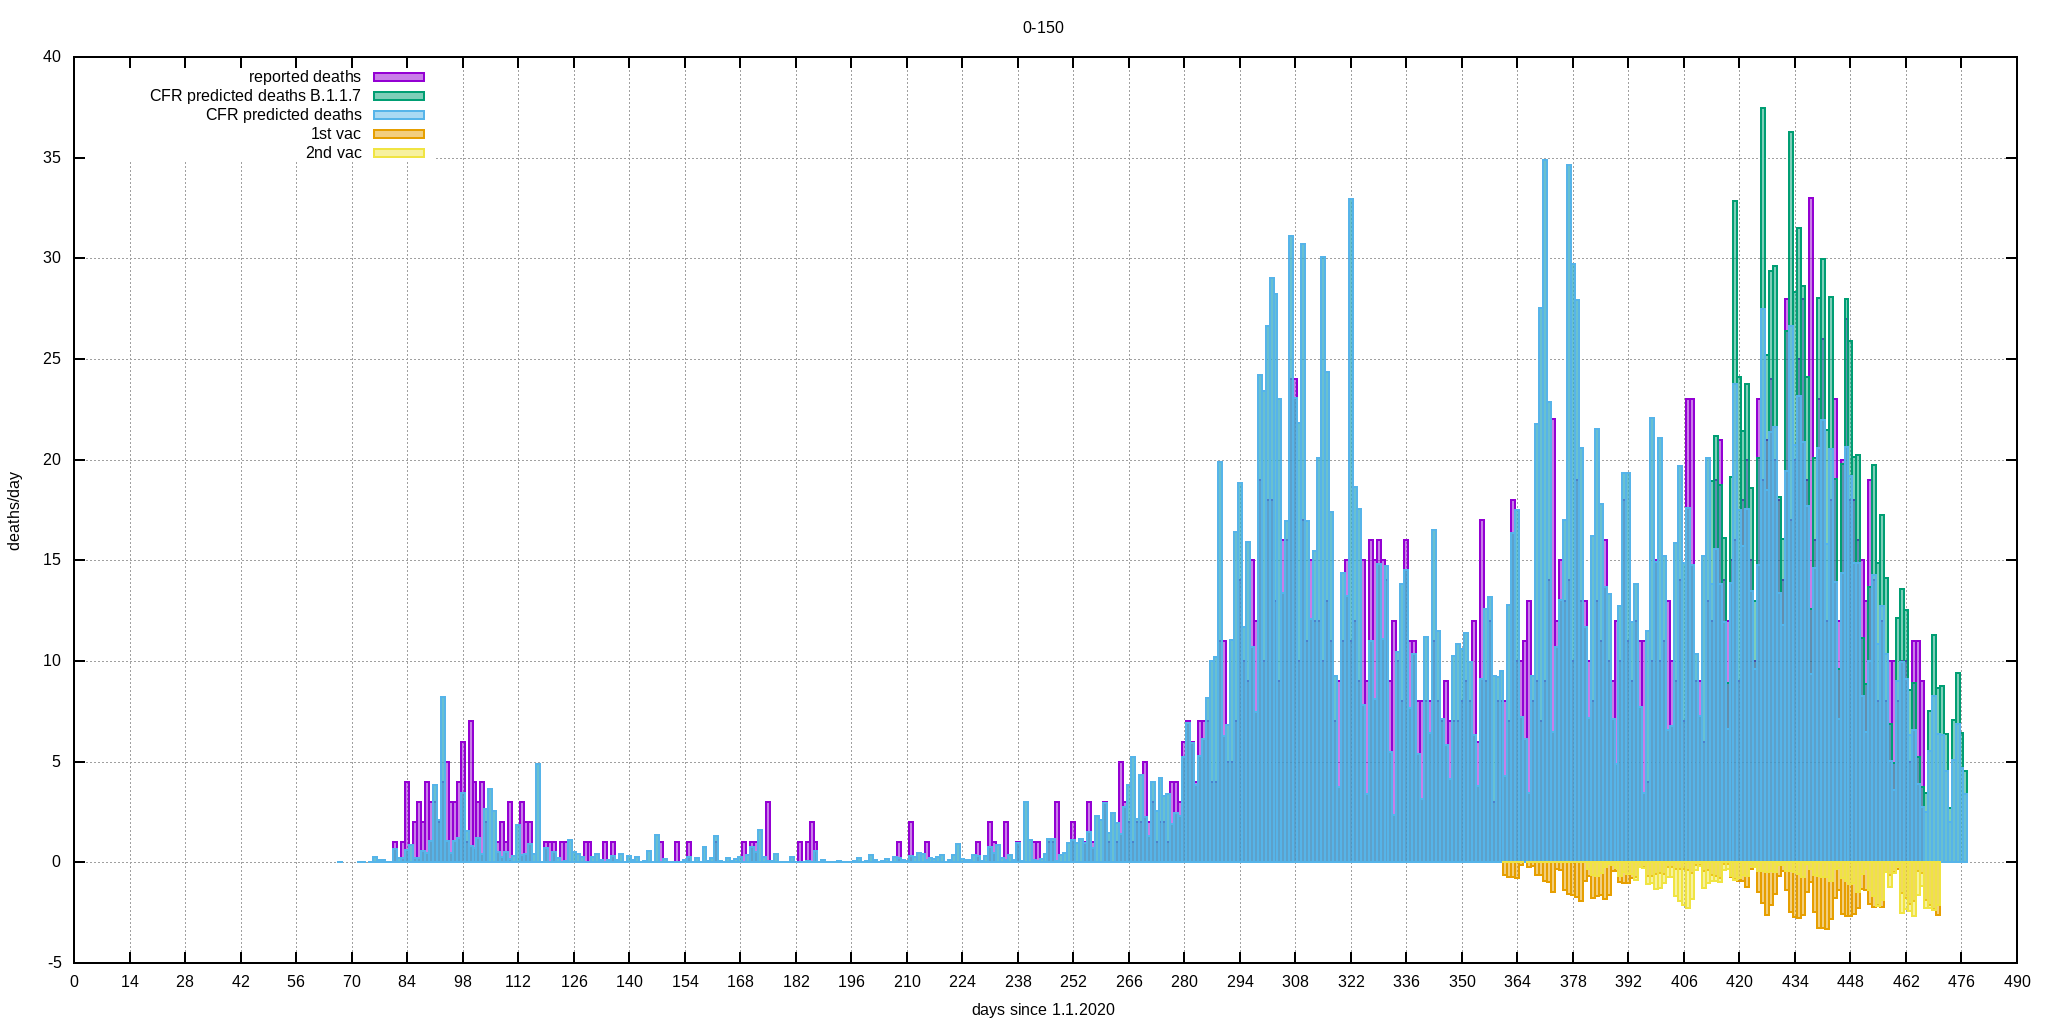 0-150
40
35
30
25
20
15
10
5
0
-5
reported deaths
CFR predicted deaths B.1.1.7
CFR predicted deaths
1st vac
2nd vac
deaths/day
0 14 28 42 56 70 84 98 112 126 140 154 168 182 196 210 224 238 252 266 280 294 308 322 336 350 364 378 392 406 420 434 448 462 476 490
days since 1.1.2020